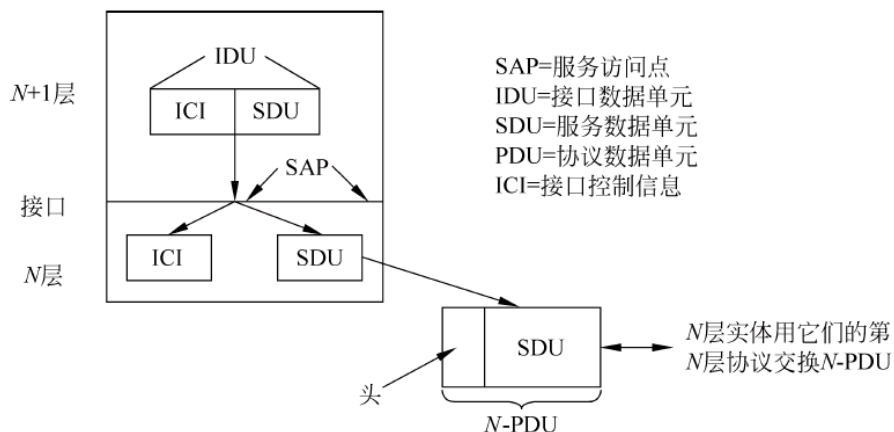 IDU
N+1层
ICI
SDU
SAP
接口
ICI
SDU
N层
SAP=服务访问点
IDU=接口数据单元
SDU=服务数据单元
PDU=协议数据单元
ICI=接口控制信息
SDU
头
N-PDU
N层实体用它们的第
N层协议交换N-PDU